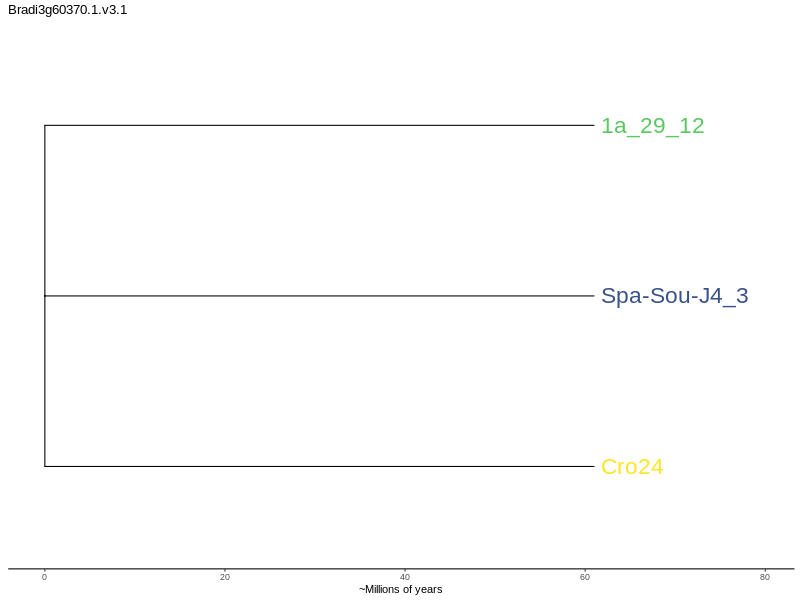 Bradi3g60370.1.v3.1
1a_29_12
Spa-Sou-J4_3
Cro24
0 20 40 60 80
~Millions of years